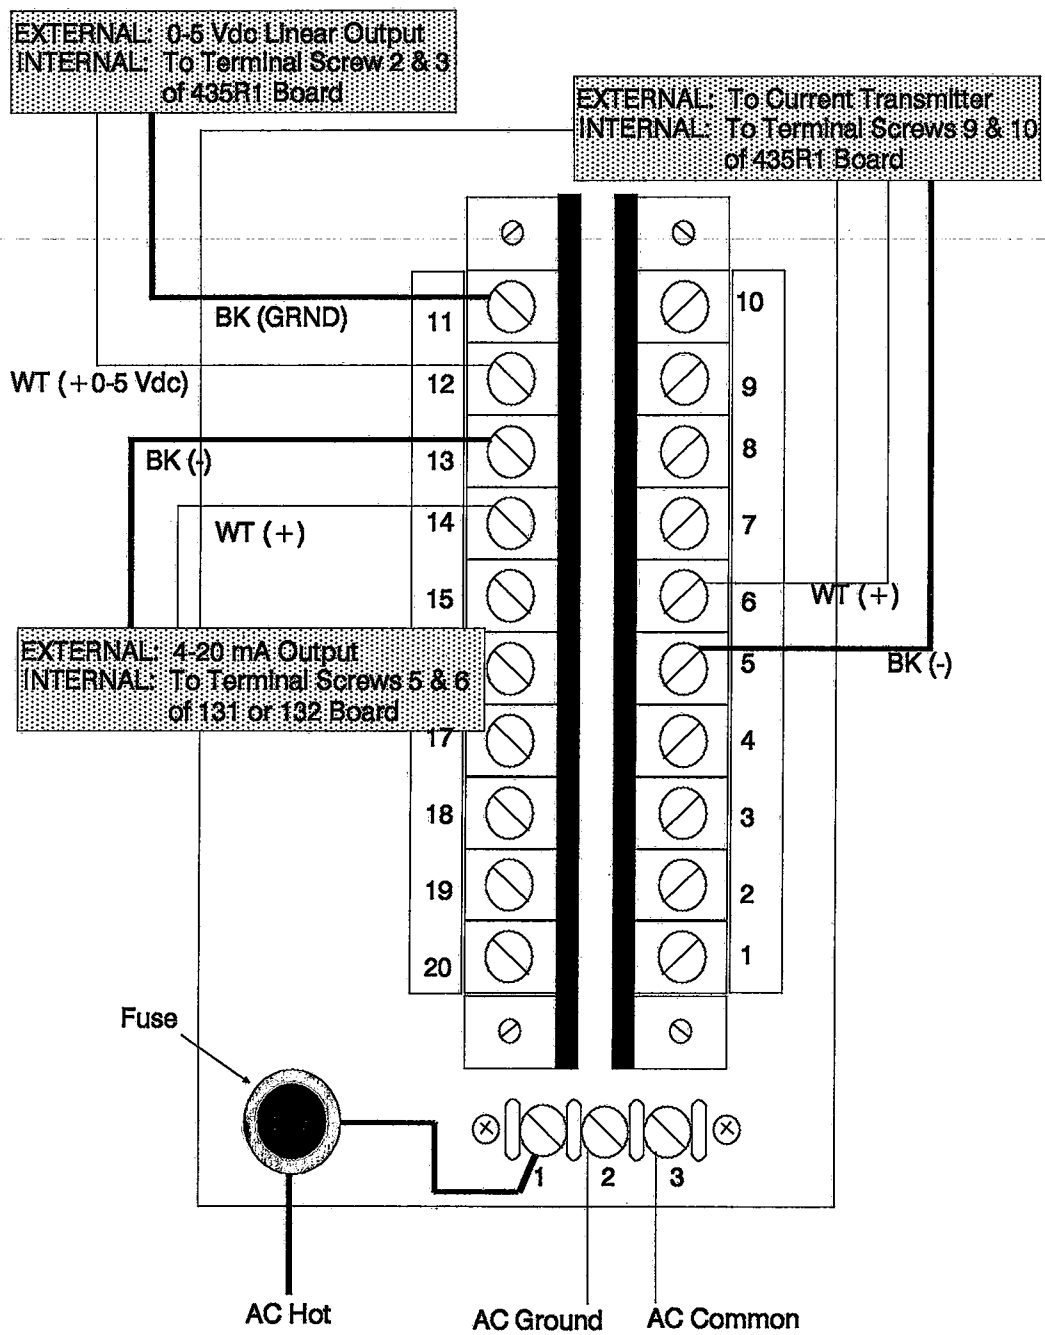 EXTERNAL: 0-5 Vdc Linear Output
INTERNAL: To Terminal Screw 2 & 3
of 435R1 Board
EXTERNAL: To Current Transmitter
INTERNAL: To Terminal Screws 9 & 10
of 435R1 Board
BK (GRND)
11
10
WT (+0-5 Vdc)
12
9
BK (-)
13
8
WT (+)
14
7
15
6
WT (+)
EXTERNAL: 4-20 mA Output
INTERNAL: To Terminal Screws 5 & 6
of 131 or 132 Board
5
BK (-)
17
4
18
3
19
2
20
1
Fuse
1
2
3
AC Hot
AC Ground
AC Common